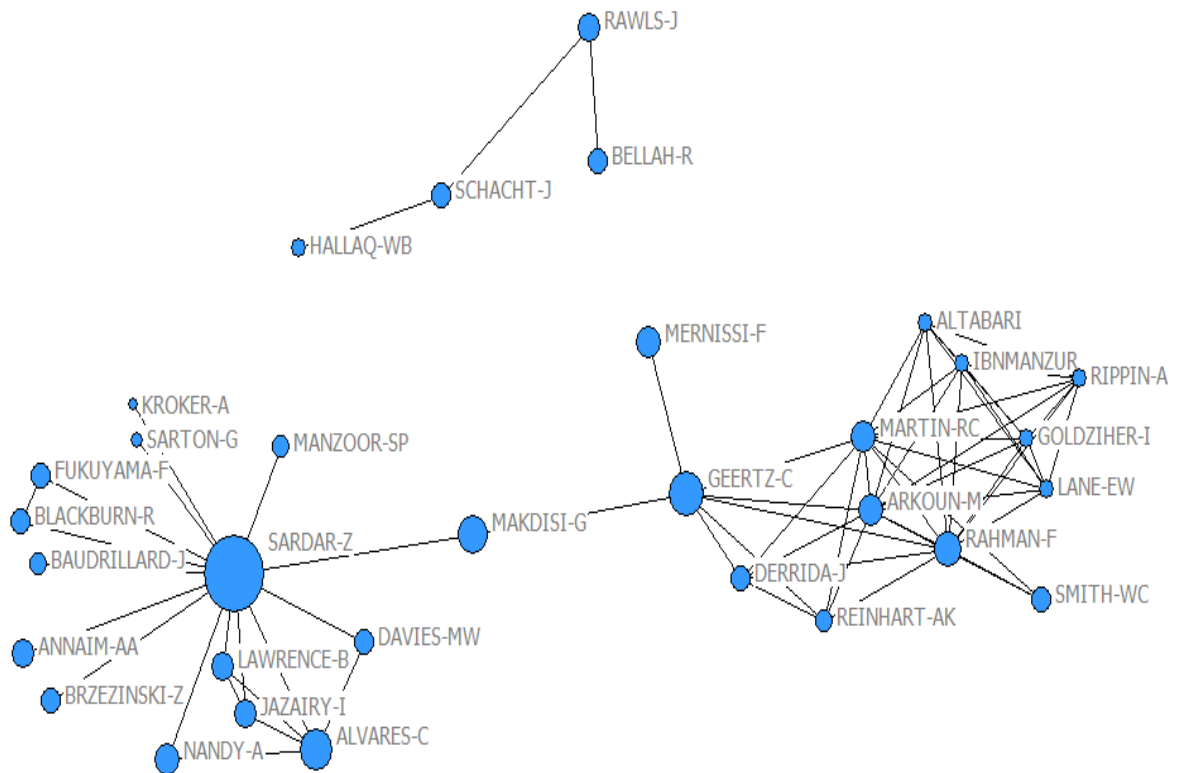 RAWLS-J
BELLAH-R
SCHACHT-J
HALLAQ-WB
ALTABARI
MERNISSI-F
IBNMANZUR
RIPPIN-A
KROKER-A
MARTIN-RC
SARTON-G
MANZOOR-SP
GOLDZIHER-I
FUKUYAMA-F
GEERTZ-C
LANE-EW
ARKOUN-M
BLACKBURN-R
MAKDISI-G
RAHMAN-F
SARDAR-Z
BAUDRILLARD-J
DERRIDA-J
SMITH-WC
REINHART-AK
DAVIES-MW
ANNAIM-AA
LAWRENCE-B
BRZEZINSKI-Z
JAZAIRY-I
ALVARES-C
NANDY-A